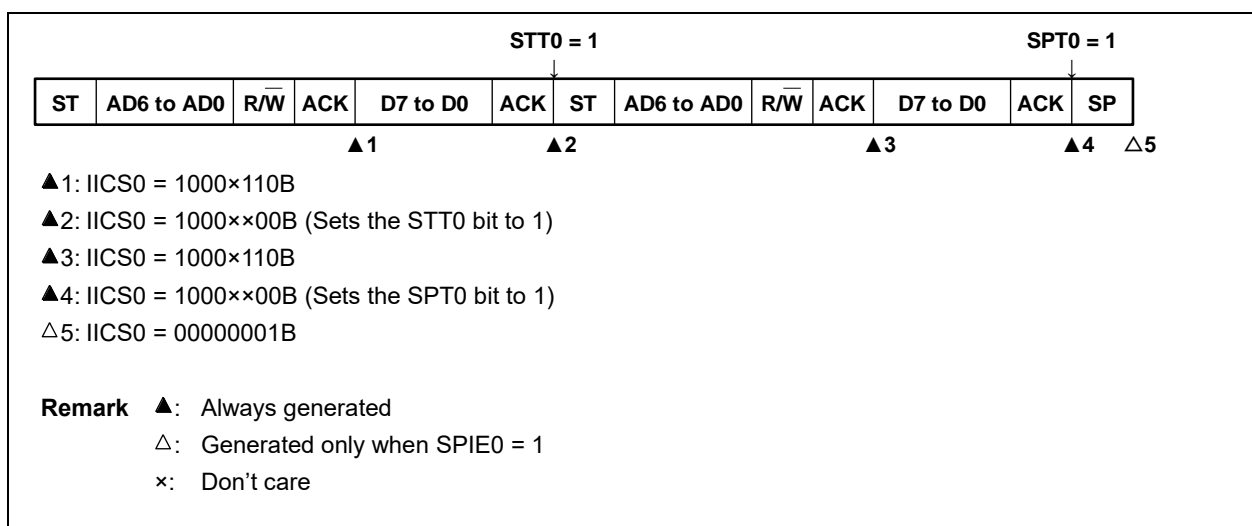 STT0 = 1 SPT0 = 1
↓ ↓
ST AD6 to AD0 R/W̅ ACK D7 to D0 ACK ST AD6 to AD0 R/W̅ ACK D7 to D0 ACK SP
▲1 ▲2 ▲3 ▲4 △5
▲1: IICS0 = 1000×110B
▲2: IICS0 = 1000××00B (Sets the STT0 bit to 1)
▲3: IICS0 = 1000×110B
▲4: IICS0 = 1000××00B (Sets the SPT0 bit to 1)
△5: IICS0 = 00000001B
Remark ▲: Always generated
△: Generated only when SPIE0 = 1
×: Don’t care